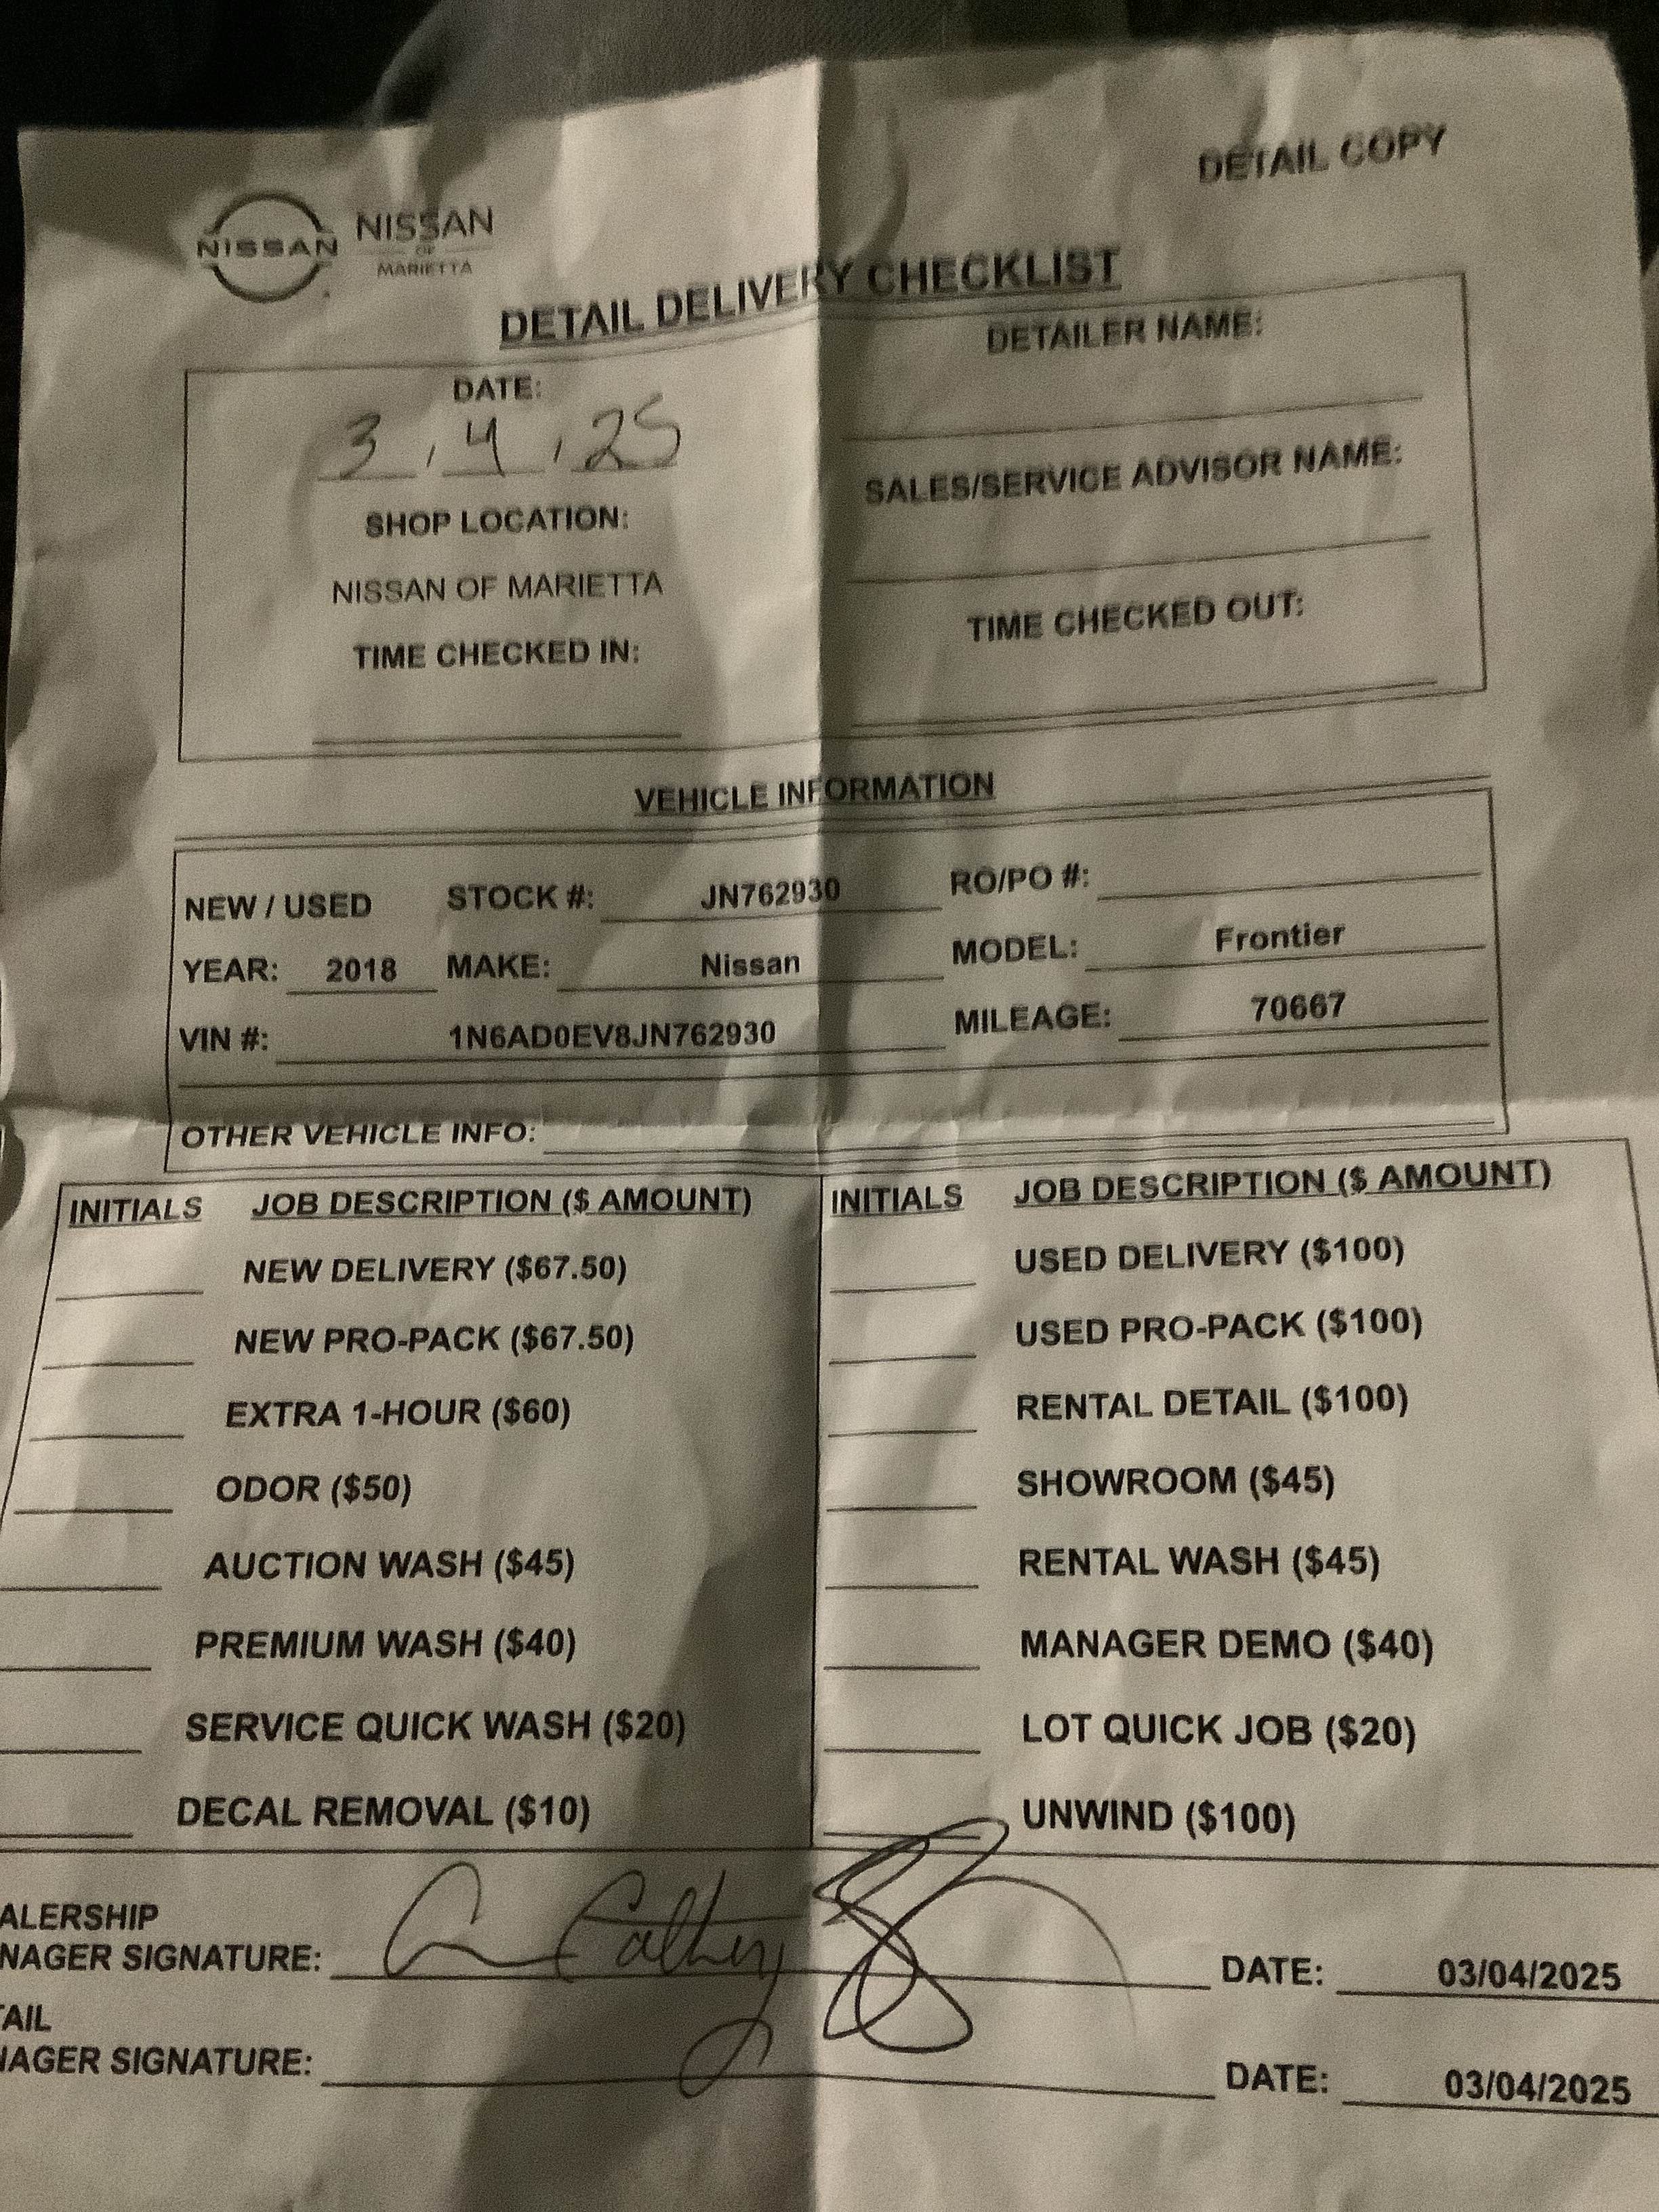 DETAIL COPY
NISSAN NISSAN
OF
MARIETTA
DETAIL DELIVERY CHECKLIST
DATE:
3 / 4 / 25
SHOP LOCATION:
NISSAN OF MARIETTA
TIME CHECKED IN:
DETAILER NAME:
SALES/SERVICE ADVISOR NAME:
TIME CHECKED OUT:
VEHICLE INFORMATION
NEW / USED STOCK #: JN762930 RO/PO #:
YEAR: 2018 MAKE: Nissan MODEL: Frontier
VIN #: 1N6AD0EV8JN762930 MILEAGE: 70667
OTHER VEHICLE INFO:
INITIALS JOB DESCRIPTION ($ AMOUNT)
NEW DELIVERY ($67.50)
NEW PRO-PACK ($67.50)
EXTRA 1-HOUR ($60)
ODOR ($50)
AUCTION WASH ($45)
PREMIUM WASH ($40)
SERVICE QUICK WASH ($20)
DECAL REMOVAL ($10)
INITIALS JOB DESCRIPTION ($ AMOUNT)
USED DELIVERY ($100)
USED PRO-PACK ($100)
RENTAL DETAIL ($100)
SHOWROOM ($45)
RENTAL WASH ($45)
MANAGER DEMO ($40)
LOT QUICK JOB ($20)
UNWIND ($100)
ALERSHIP
NAGER SIGNATURE: DATE: 03/04/2025
AIL
NAGER SIGNATURE: DATE: 03/04/2025